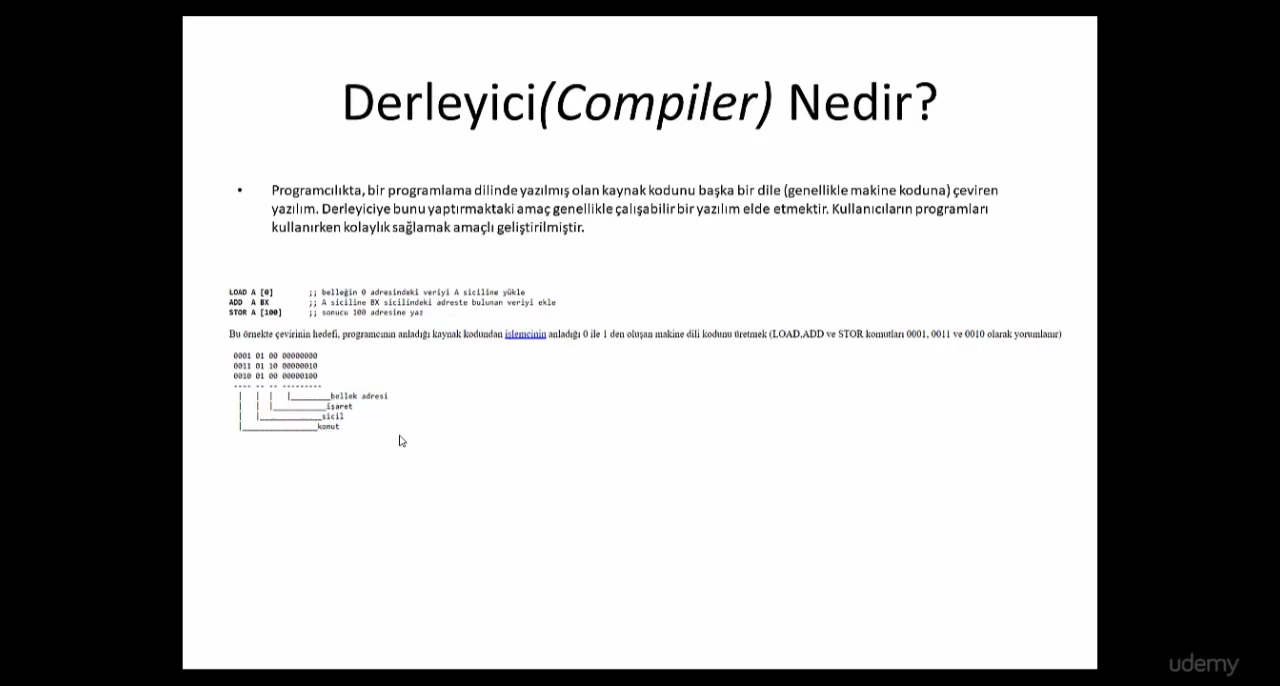 Derleyici(Compiler) Nedir?
• Programcılıkta, bir programlama dilinde yazılmış olan kaynak kodunu başka bir dile (genellikle makine koduna) çeviren
yazılım. Derleyiciye bunu yaptırmaktaki amaç genellikle çalışabilir bir yazılım elde etmektir. Kullanıcıların programları
kullanırken kolaylık sağlamak amaçlı geliştirilmiştir.
LOAD A [0] ;; belleğin 0 adresindeki veriyi A siciline yükle
ADD A BX ;; A siciline BX sicilindeki adreste bulunan veriyi ekle
STOR A [100] ;; sonucu 100 adresine yaz
Bu örnekte çevirinin hedefi, programcının anladığı kaynak kodundan işlemcinin anladığı 0 ile 1 den oluşan makine dili kodunu üretmek (LOAD,ADD ve STOR komutları 0001, 0011 ve 0010 olarak yorumlanır)
0001 01 00 00000000
0011 01 10 00000010
0010 01 00 00000100
---- -- -- ---------
| | | |_______bellek adresi
| | |__________işaret
| |____________sicil
|________________komut
udemy